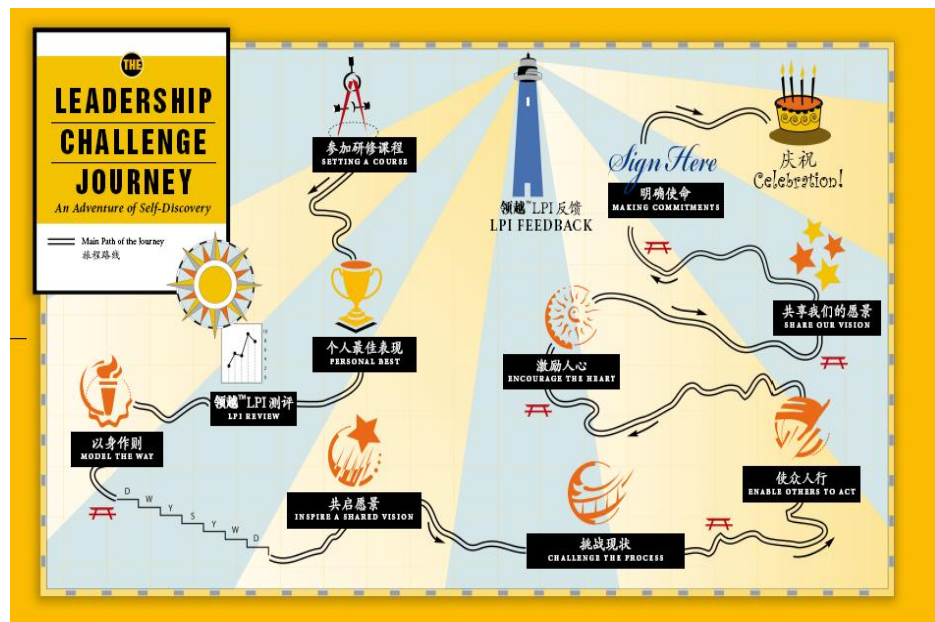 THE
LEADERSHIP
CHALLENGE
JOURNEY
An Adventure of Self-Discovery
Main Path of the Journey
旅程路线
参加研修课程
SETTING A COURSE
个人最佳表现
PERSONAL BEST
领越™LPI 测评
LPI REVIEW
以身作则
MODEL THE WAY
D W Y S Y W D
共启愿景
INSPIRE A SHARED VISION
挑战现状
CHALLENGE THE PROCESS
使众人行
ENABLE OTHERS TO ACT
激励人心
ENCOURAGE THE HEART
共享我们的愿景
SHARE OUR VISION
Sign Here
明确使命
MAKING COMMITMENTS
庆祝
Celebration!
领越™LPI 反馈
LPI FEEDBACK